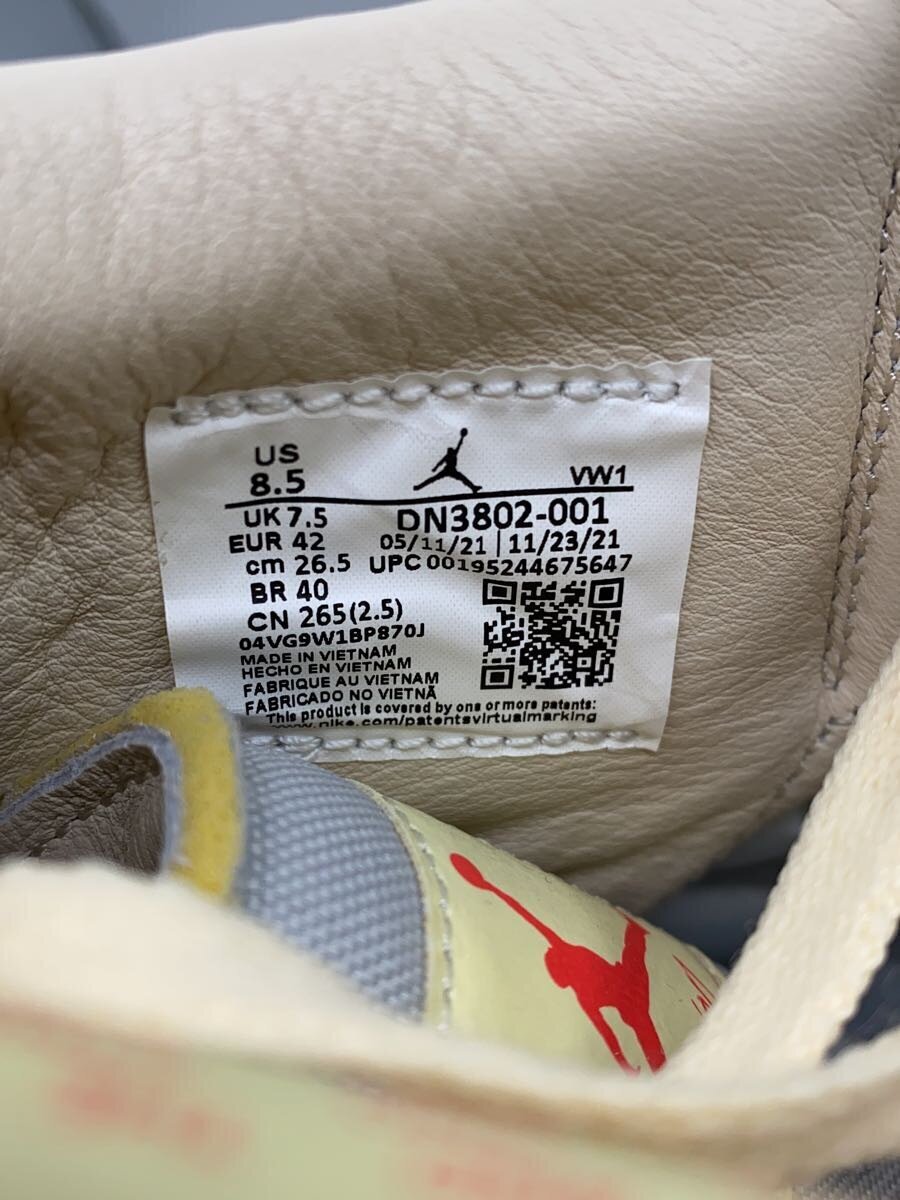 US
8.5
VW1
UK 7.5
DN3802-001
EUR 42
05/11/21 | 11/23/21
cm 26.5
UPC 00195244675647
BR 40
CN 265(2.5)
04VG9W1BP870J
MADE IN VIETNAM
HECHO EN VIETNAM
FABRIQUE AU VIETNAM
FABRICADO NO VIETNÃ
This product is covered by one or more patents:
www.nike.com/patentsvirtualmarking